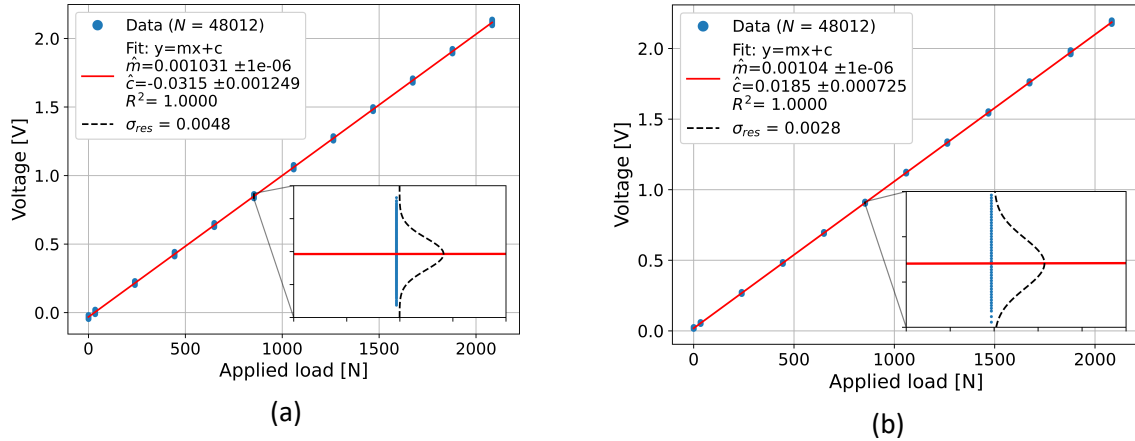 Data (N = 48012)
Fit: y=mx+c
m̂=0.001031 ±1e-06
ĉ=-0.0315 ±0.001249
R²= 1.0000
σres = 0.0048
Voltage [V]
2.0
1.5
1.0
0.5
0.0
0 500 1000 1500 2000
Applied load [N]
(a)
Data (N = 48012)
Fit: y=mx+c
m̂=0.00104 ±1e-06
ĉ=0.0185 ±0.000725
R²= 1.0000
σres = 0.0028
Voltage [V]
2.0
1.5
1.0
0.5
0.0
0 500 1000 1500 2000
Applied load [N]
(b)